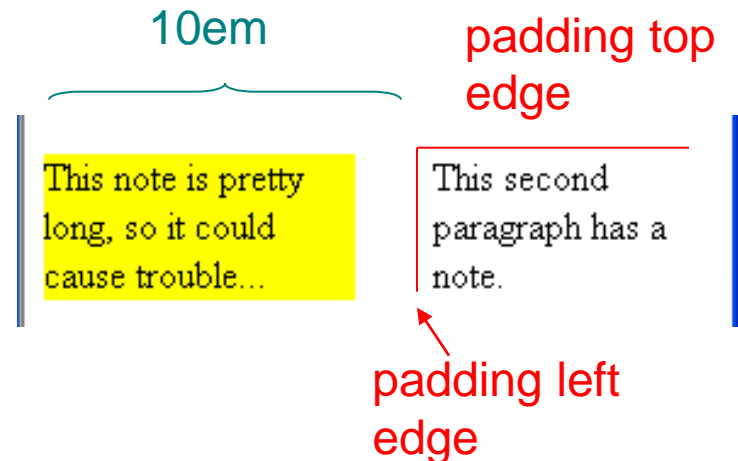 10em
padding top
edge
This note is pretty
long, so it could
cause trouble...
This second
paragraph has a
note.
padding left
edge